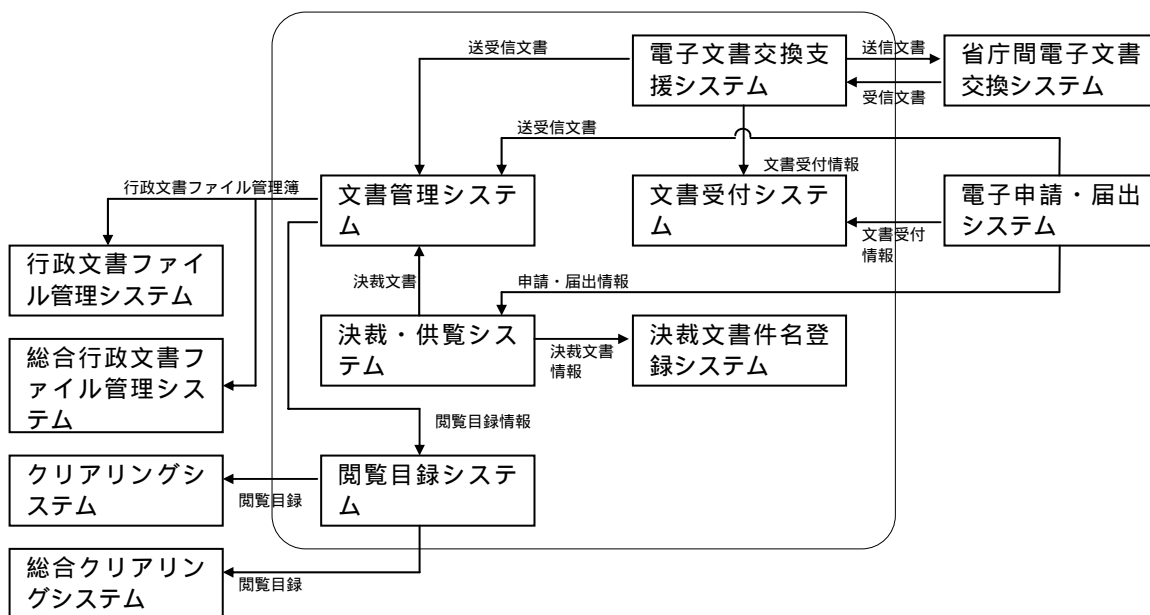 送受信文書
電子文書交換支
援システム
送信文書
受信文書
省庁間電子文書
交換システム
送受信文書
文書受付情報
行政文書ファイル管理簿
文書管理システ
ム
文書受付システ
ム
電子申請・届出
システム
文書受付
情報
行政文書ファイ
ル管理システム
決裁文書
申請・届出情報
総合行政文書フ
ァイル管理シス
テム
決裁・供覧シス
テム
決裁文書
情報
決裁文書件名登
録システム
閲覧目録情報
クリアリングシ
ステム
閲覧目録
閲覧目録システ
ム
総合クリアリン
グシステム
閲覧目録